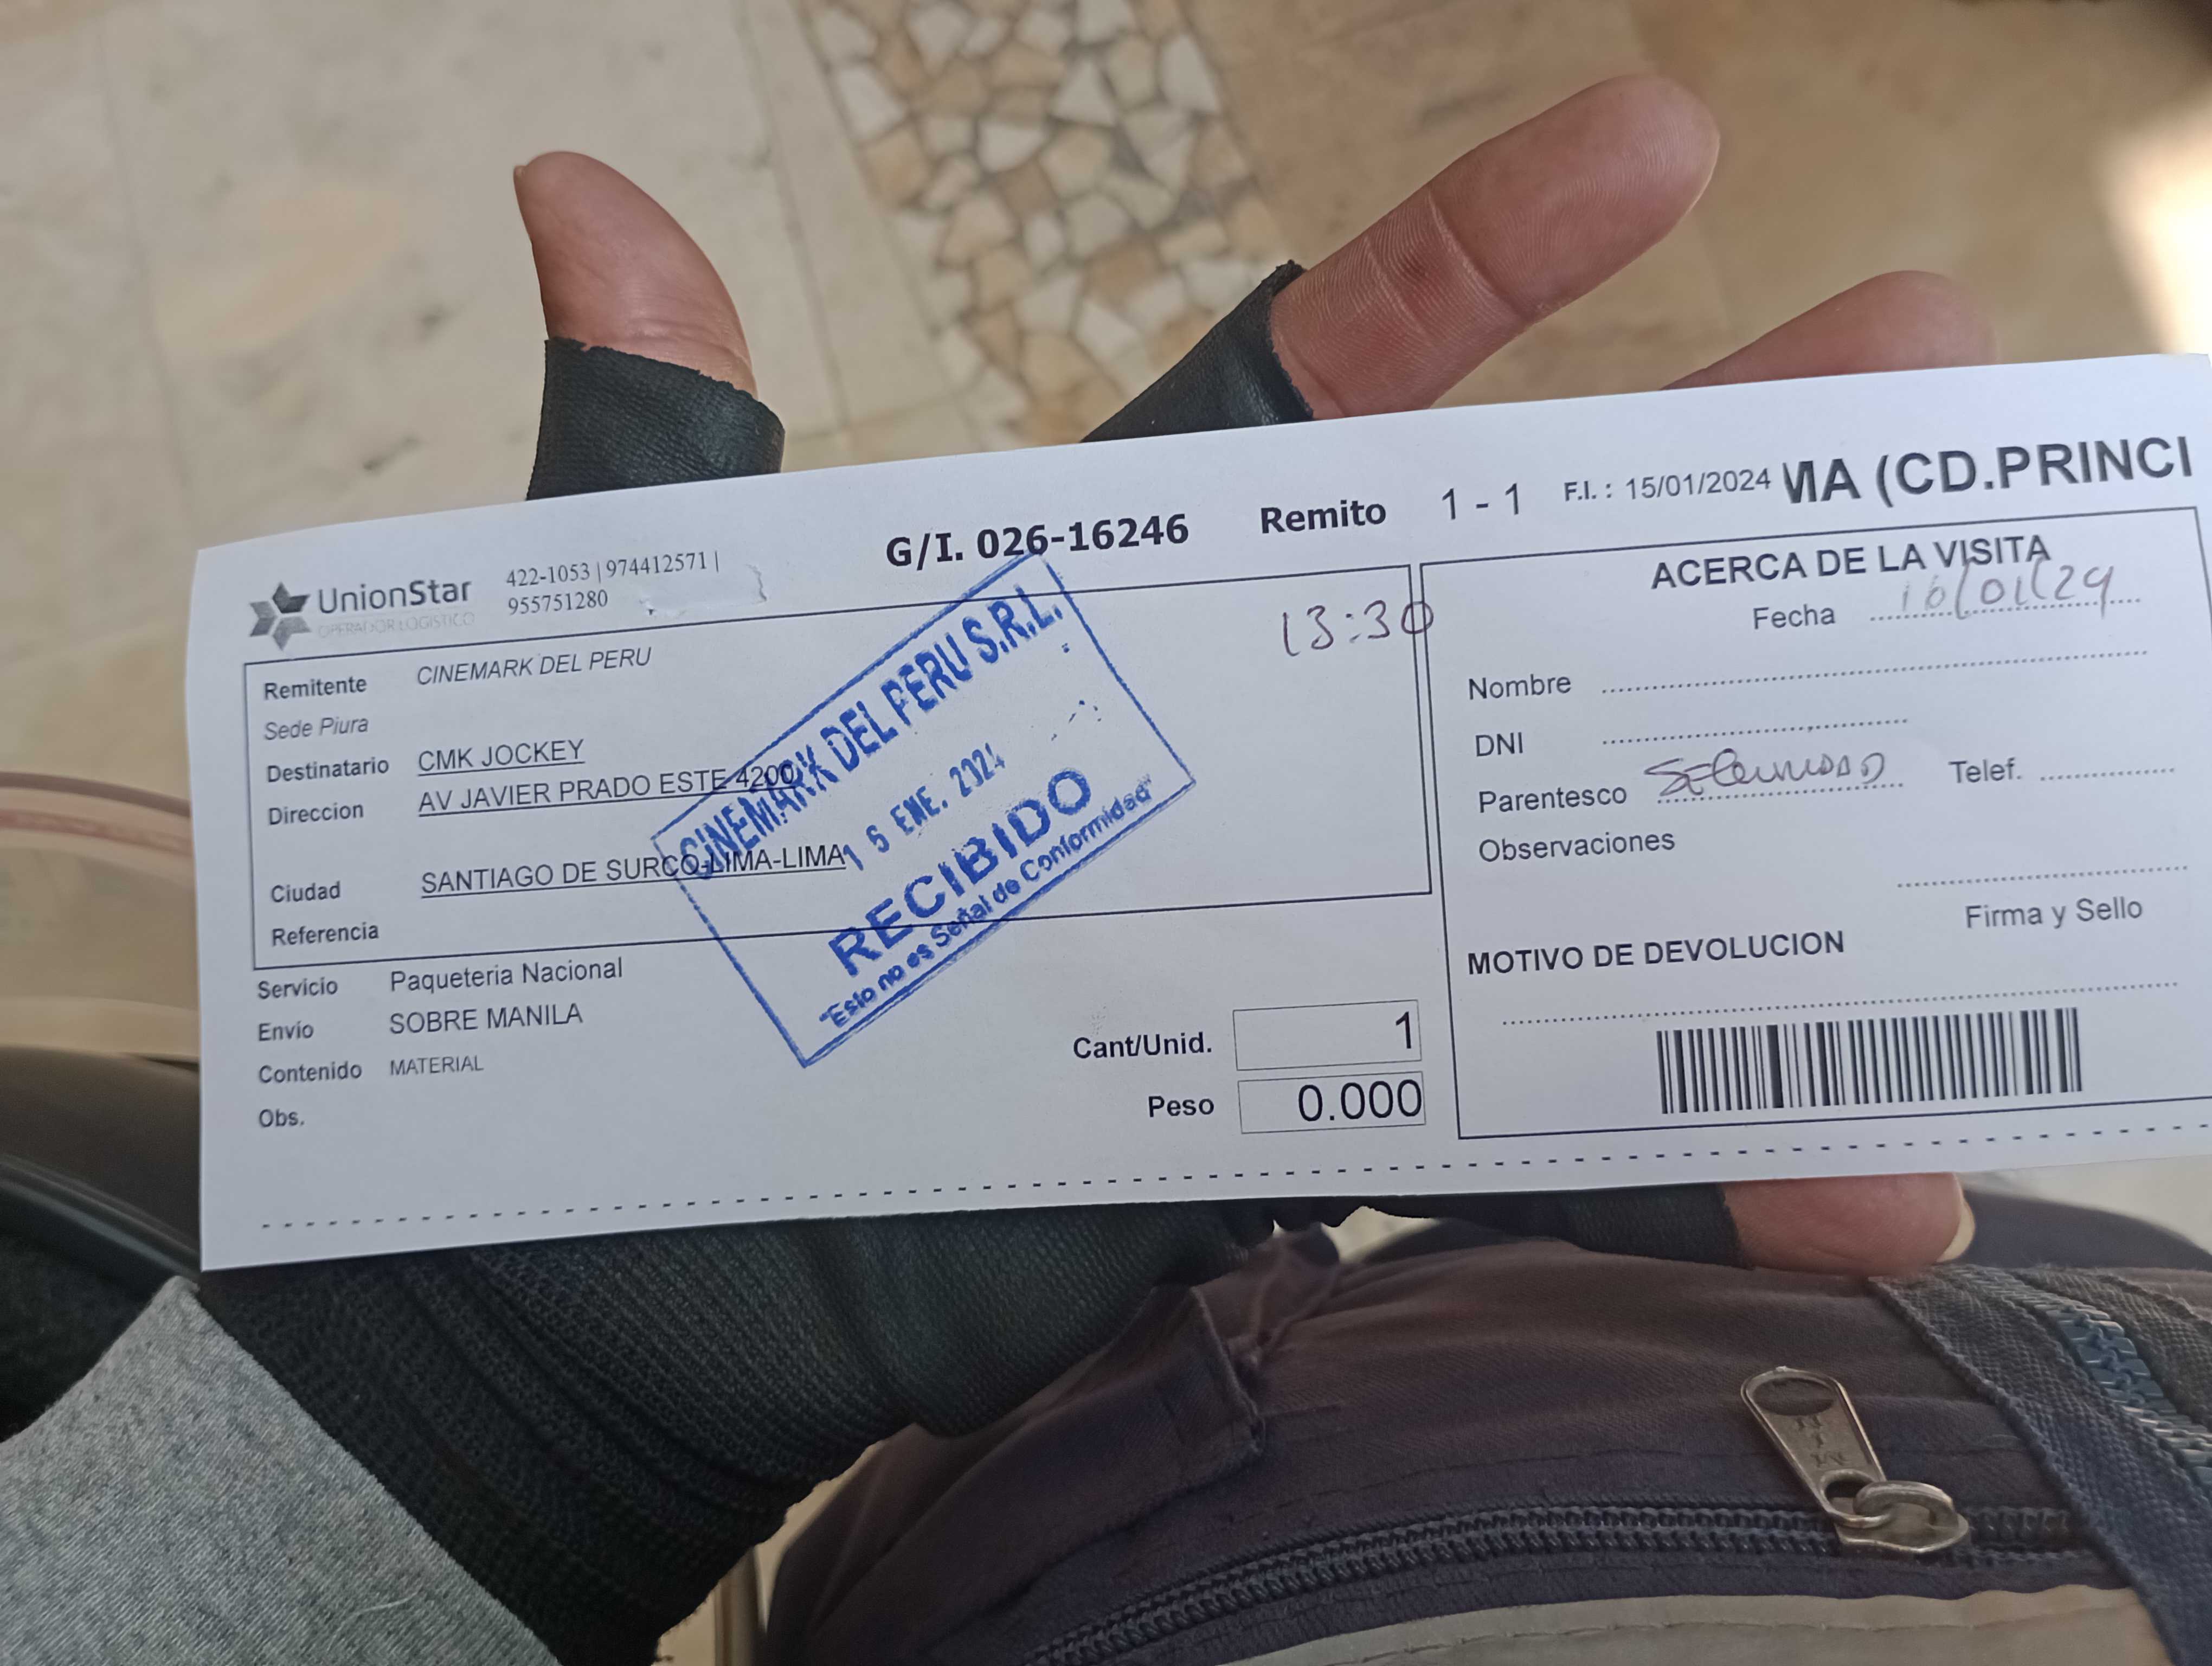 G/I. 026-16246 Remito 1 - 1 F.I. : 15/01/2024 MA (CD.PRINCI
UnionStar
OPERADOR LOGISTICO
422-1053 | 974412571 |
955751280
Remitente CINEMARK DEL PERU
Sede Piura
Destinatario CMK JOCKEY
Direccion AV JAVIER PRADO ESTE 4200
Ciudad SANTIAGO DE SURCO-LIMA-LIMA
Referencia
13:30
CINEMARK DEL PERU S.R.L.
16 ENE. 2024
RECIBIDO
"Esto no es Señal de Conformidad"
Servicio Paqueteria Nacional
Envío SOBRE MANILA
Contenido MATERIAL
Obs.
Cant/Unid. 1
Peso 0.000
ACERCA DE LA VISITA
Fecha 16/01/24
Nombre
DNI
Parentesco Telef.
Observaciones
Firma y Sello
MOTIVO DE DEVOLUCION